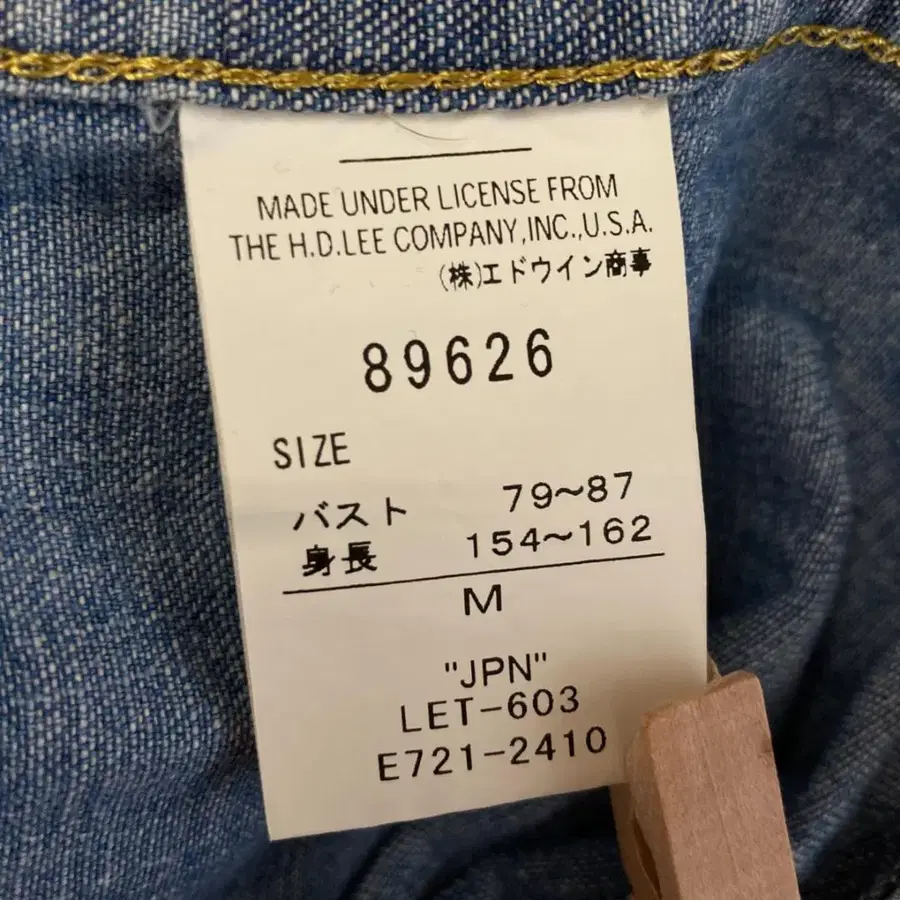 MADE UNDER LICENSE FROM
THE H.D.LEE COMPANY,INC.,U.S.A.
(株)エドウイン商事
89626
SIZE
バスト 79~87
身長 154~162
M
"JPN"
LET-603
E721-2410